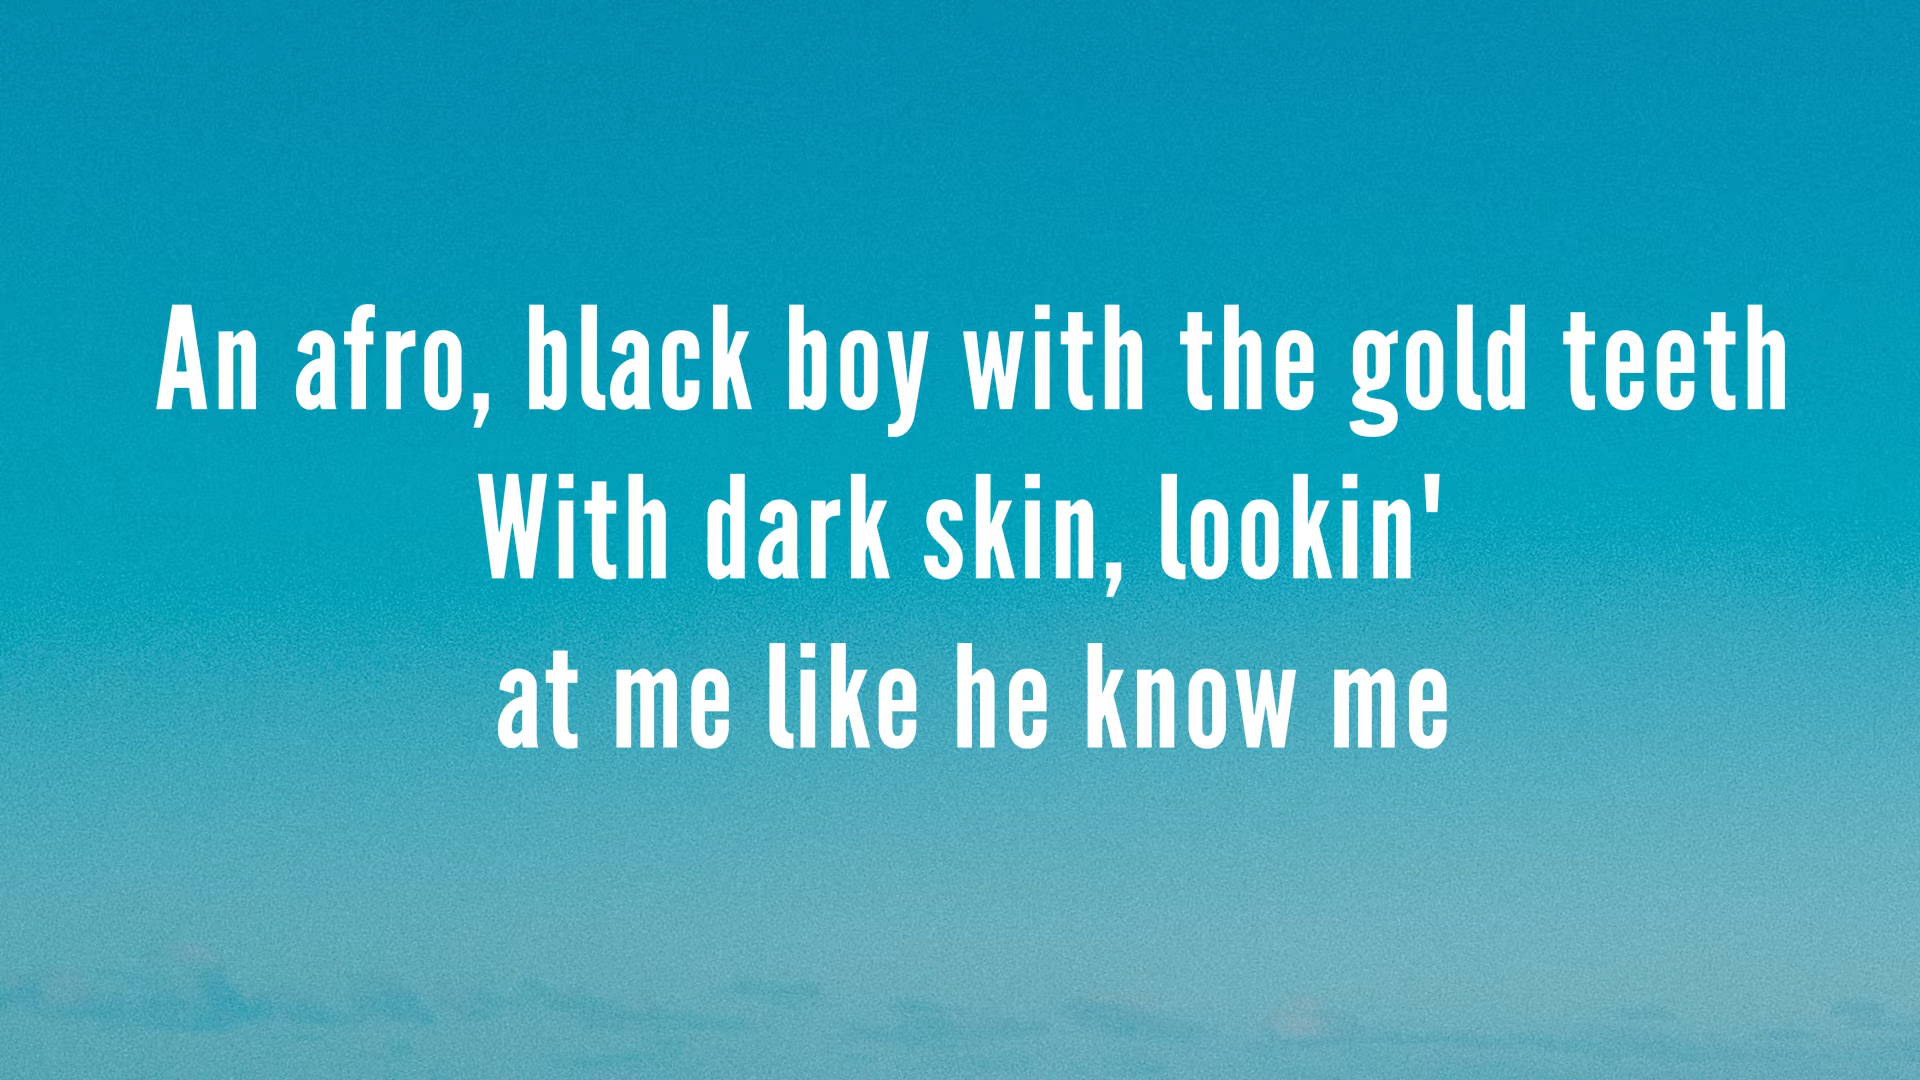 An afro, black boy with the gold teeth
With dark skin, lookin'
at me like he know me